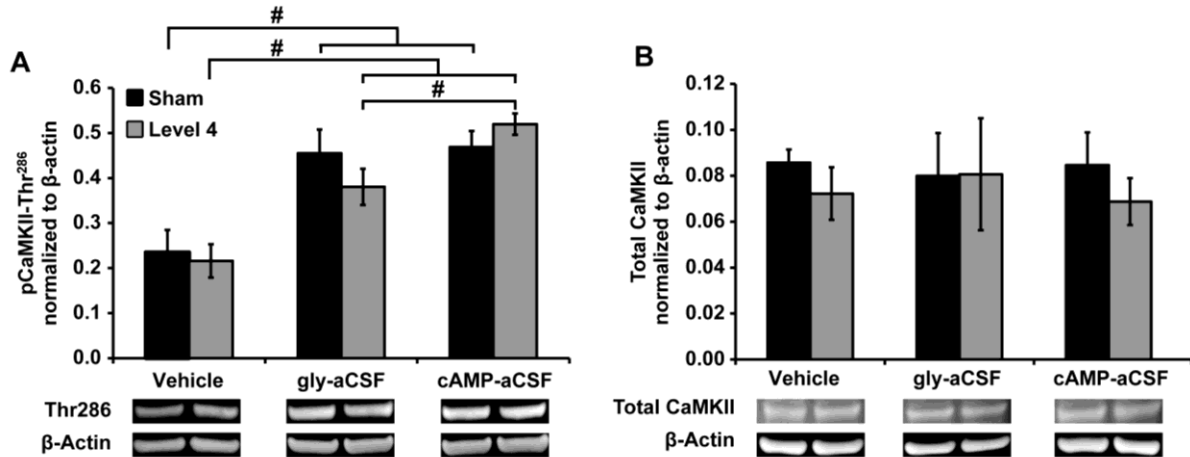 #
#
A
#
Sham
Level 4
pCaMKII-Thr²⁸⁶
normalized to β-actin
0.6
0.5
0.4
0.3
0.2
0.1
0.0
Vehicle
gly-aCSF
cAMP-aCSF
Thr286
β-Actin
B
Total CaMKII
normalized to β-actin
0.12
0.10
0.08
0.06
0.04
0.02
0.00
Vehicle
gly-aCSF
cAMP-aCSF
Total CaMKII
β-Actin